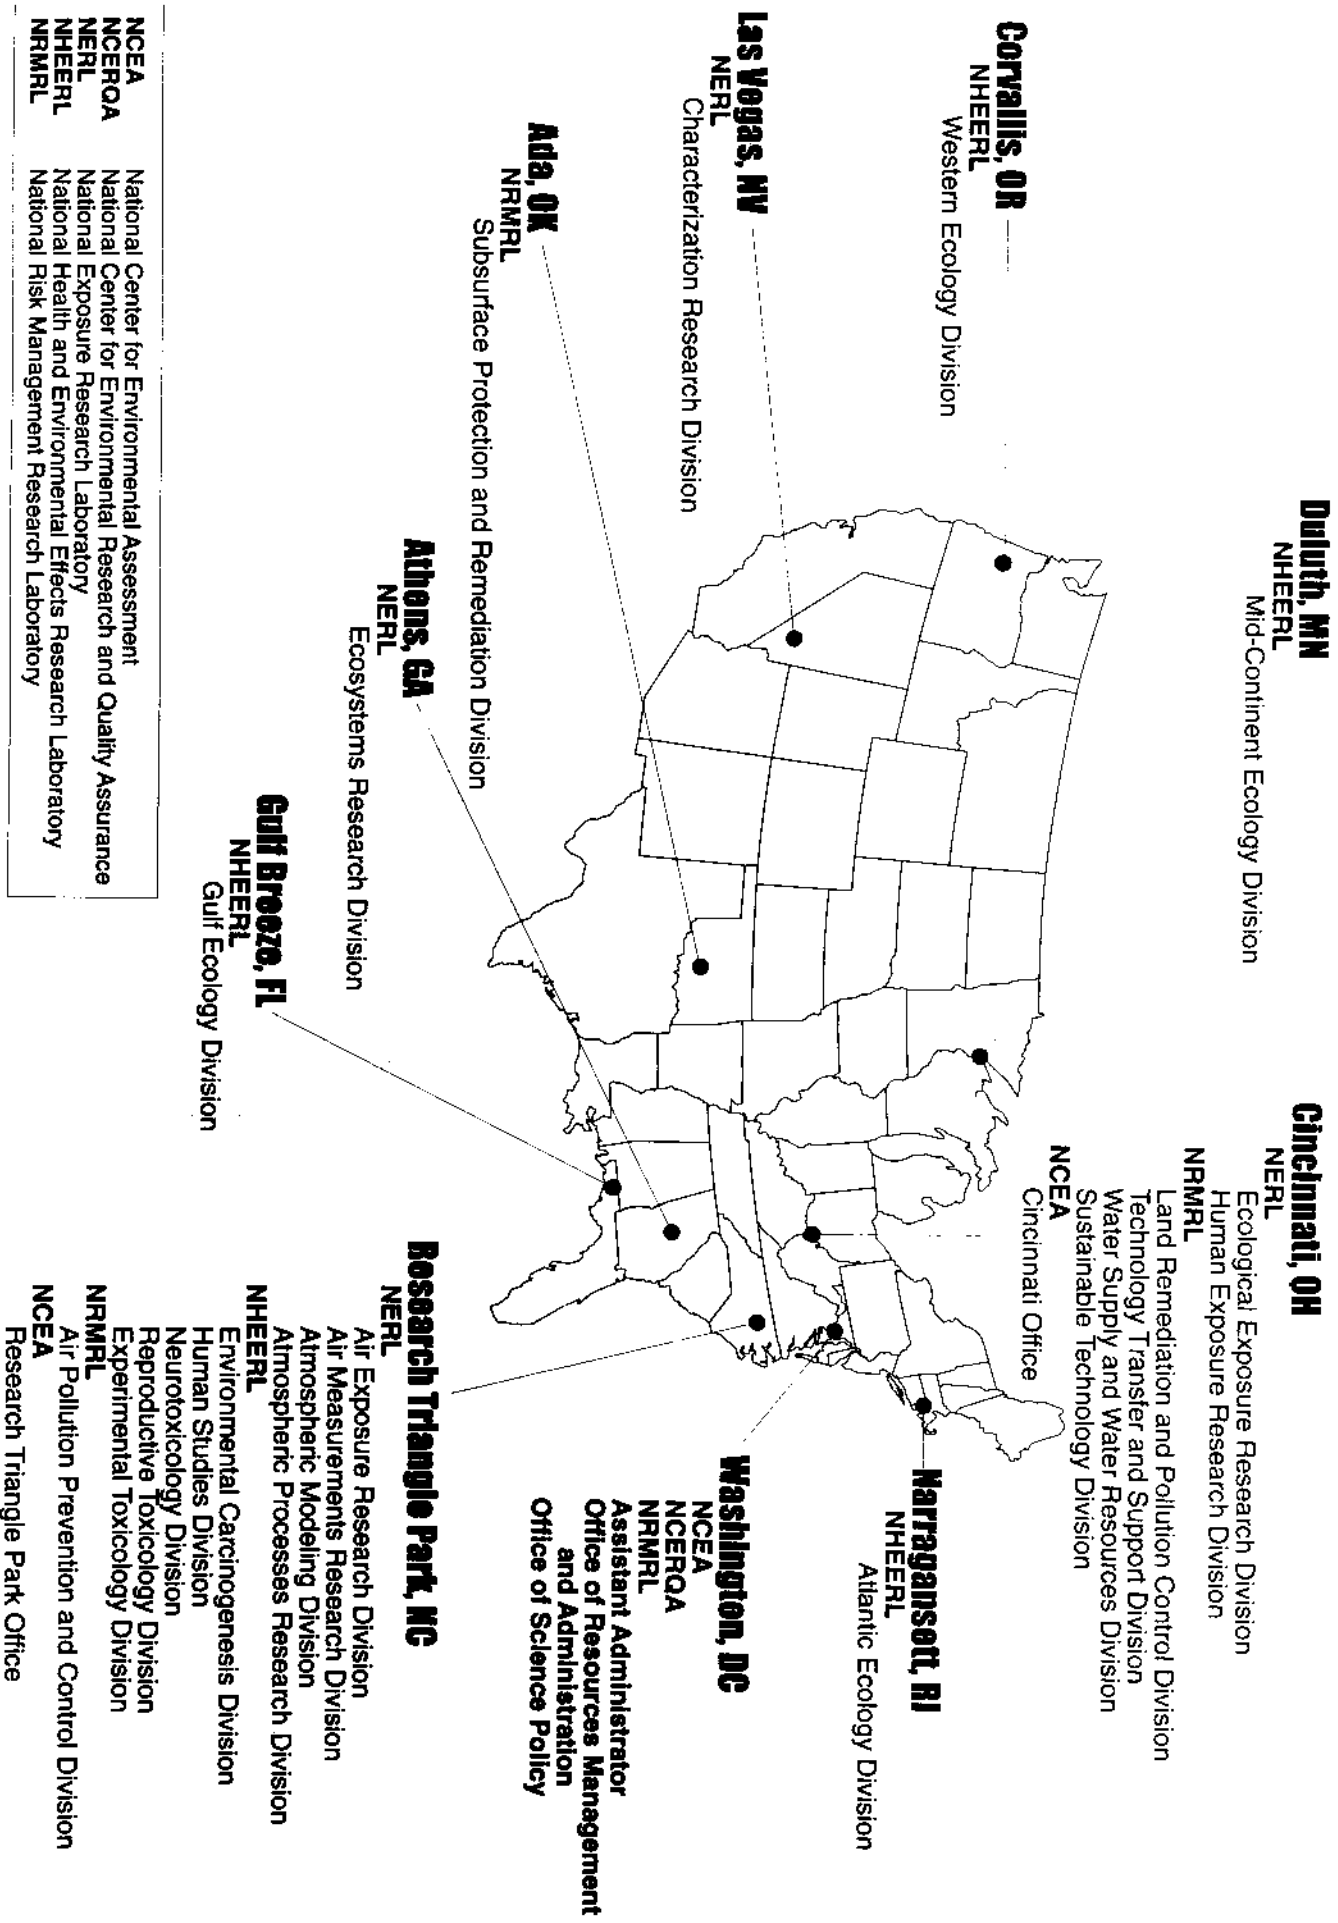 Duluth, MN
NHEERL
Mid-Continent Ecology Division
Cincinnati, OH
NERL
Ecological Exposure Research Division
Human Exposure Research Division
NRMRL
Land Remediation and Pollution Control Division
Technology Transfer and Support Division
Water Supply and Water Resources Division
Sustainable Technology Division
NCEA
Cincinnati Office
Corvallis, OR
NHEERL
Western Ecology Division
Narragansett, RI
NHEERL
Atlantic Ecology Division
Las Vegas, NV
NERL
Characterization Research Division
Washington, DC
NCEA
NCERQA
NRMRL
Assistant Administrator
Office of Resources Management
and Administration
Office of Science Policy
Ada, OK
NRMRL
Subsurface Protection and Remediation Division
Athens, GA
NERL
Ecosystems Research Division
Research Triangle Park, NC
NERL
Air Exposure Research Division
Air Measurements Research Division
Atmospheric Modeling Division
Atmospheric Processes Research Division
NHEERL
Environmental Carcinogenesis Division
Human Studies Division
Neurotoxicology Division
Reproductive Toxicology Division
Experimental Toxicology Division
NRMRL
Air Pollution Prevention and Control Division
NCEA
Research Triangle Park Office
Gulf Breeze, FL
NHEERL
Gulf Ecology Division
NCEA National Center for Environmental Assessment
NCERQA National Center for Environmental Research and Quality Assurance
NERL National Exposure Research Laboratory
NHEERL National Health and Environmental Effects Research Laboratory
NRMRL National Risk Management Research Laboratory